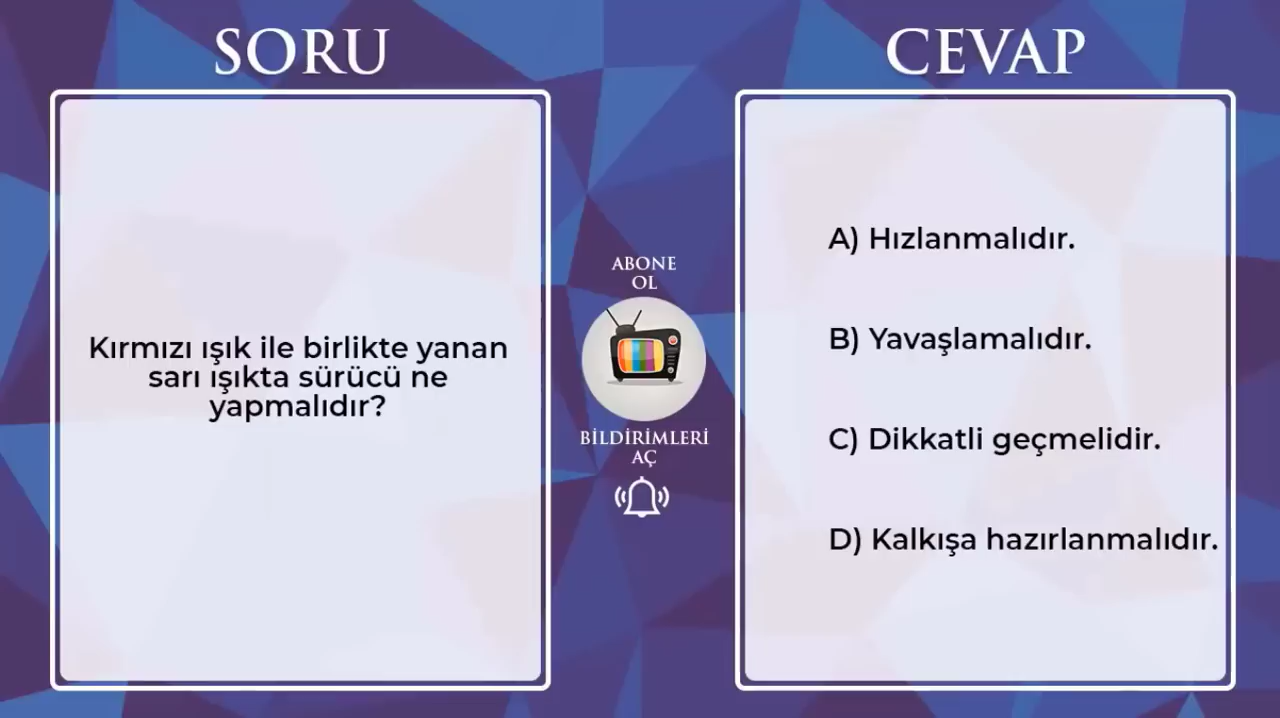 SORU
Kırmızı ışık ile birlikte yanan
sarı ışıkta sürücü ne
yapmalıdır?
ABONE
OL
BİLDİRİMLERİ
AÇ
CEVAP
A) Hızlanmalıdır.
B) Yavaşlamalıdır.
C) Dikkatli geçmelidir.
D) Kalkışa hazırlanmalıdır.